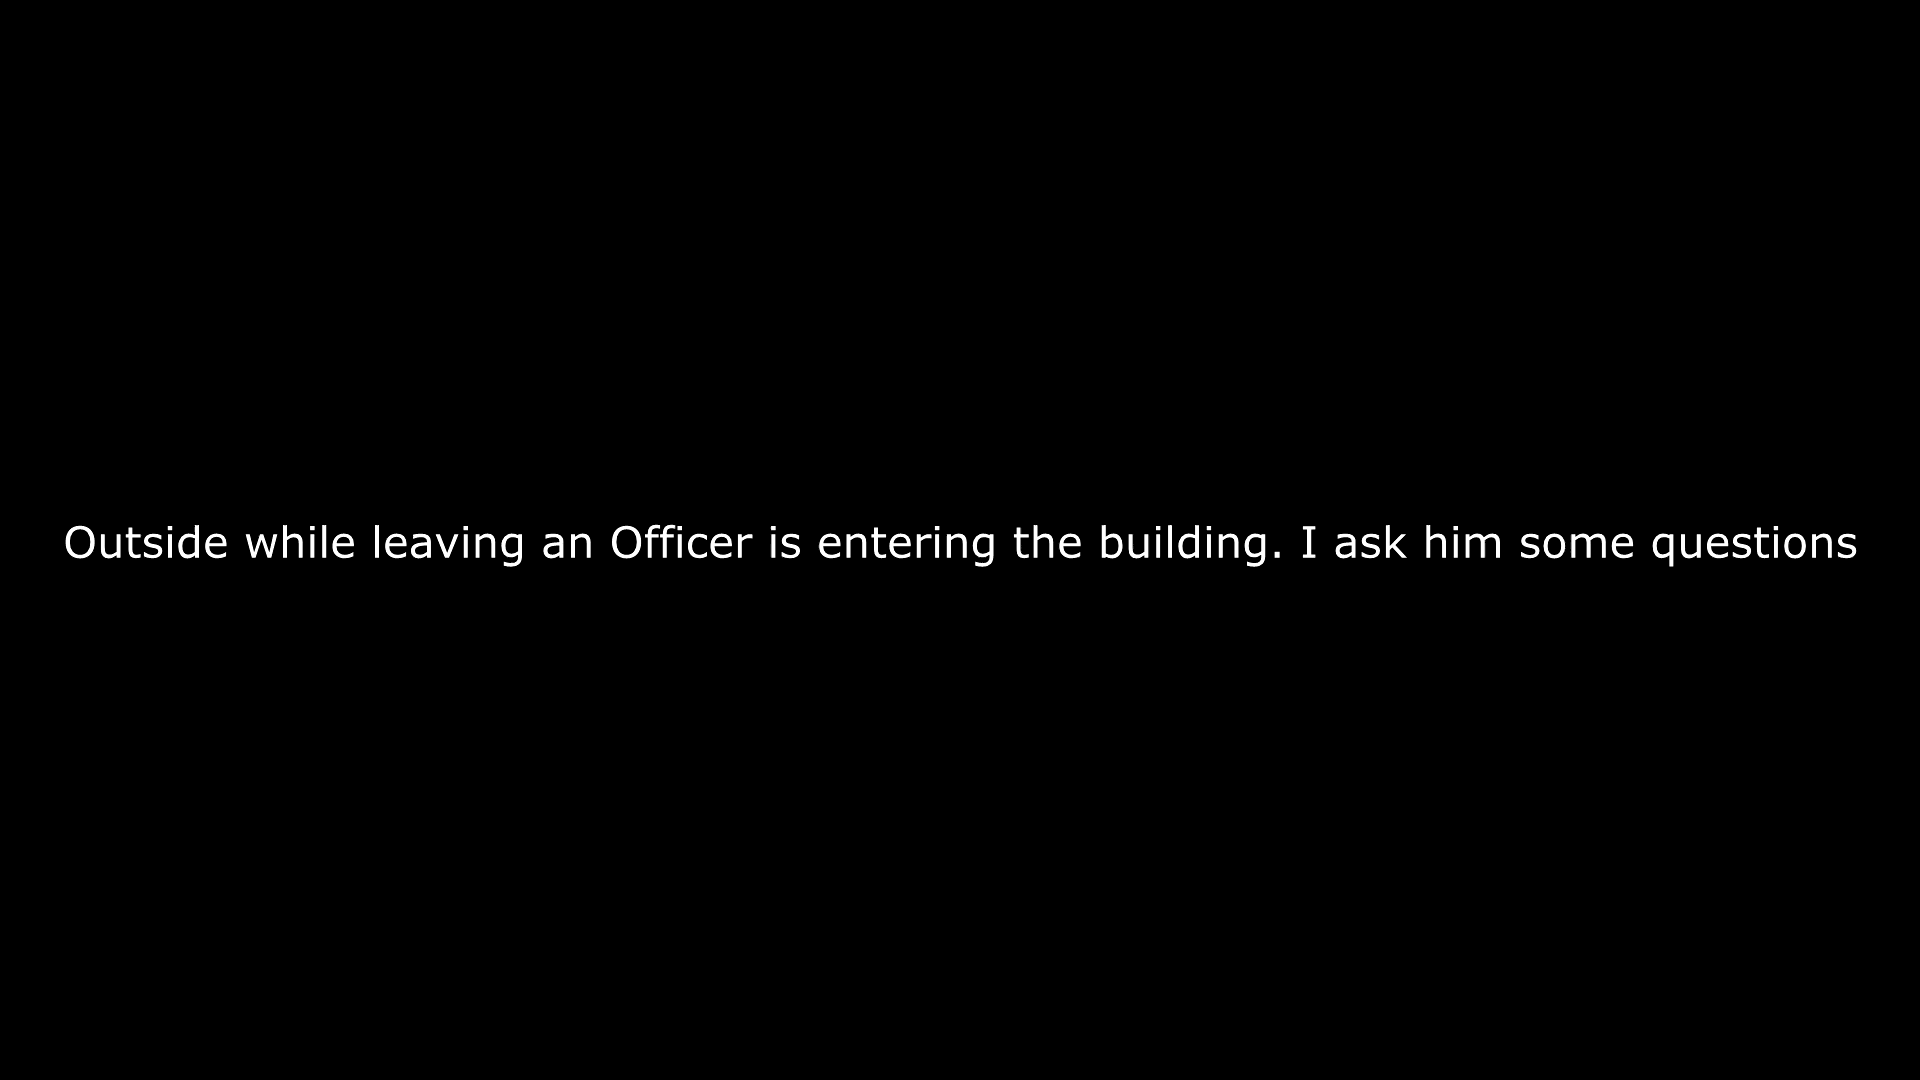 Outside while leaving an Officer is entering the building. I ask him some questions